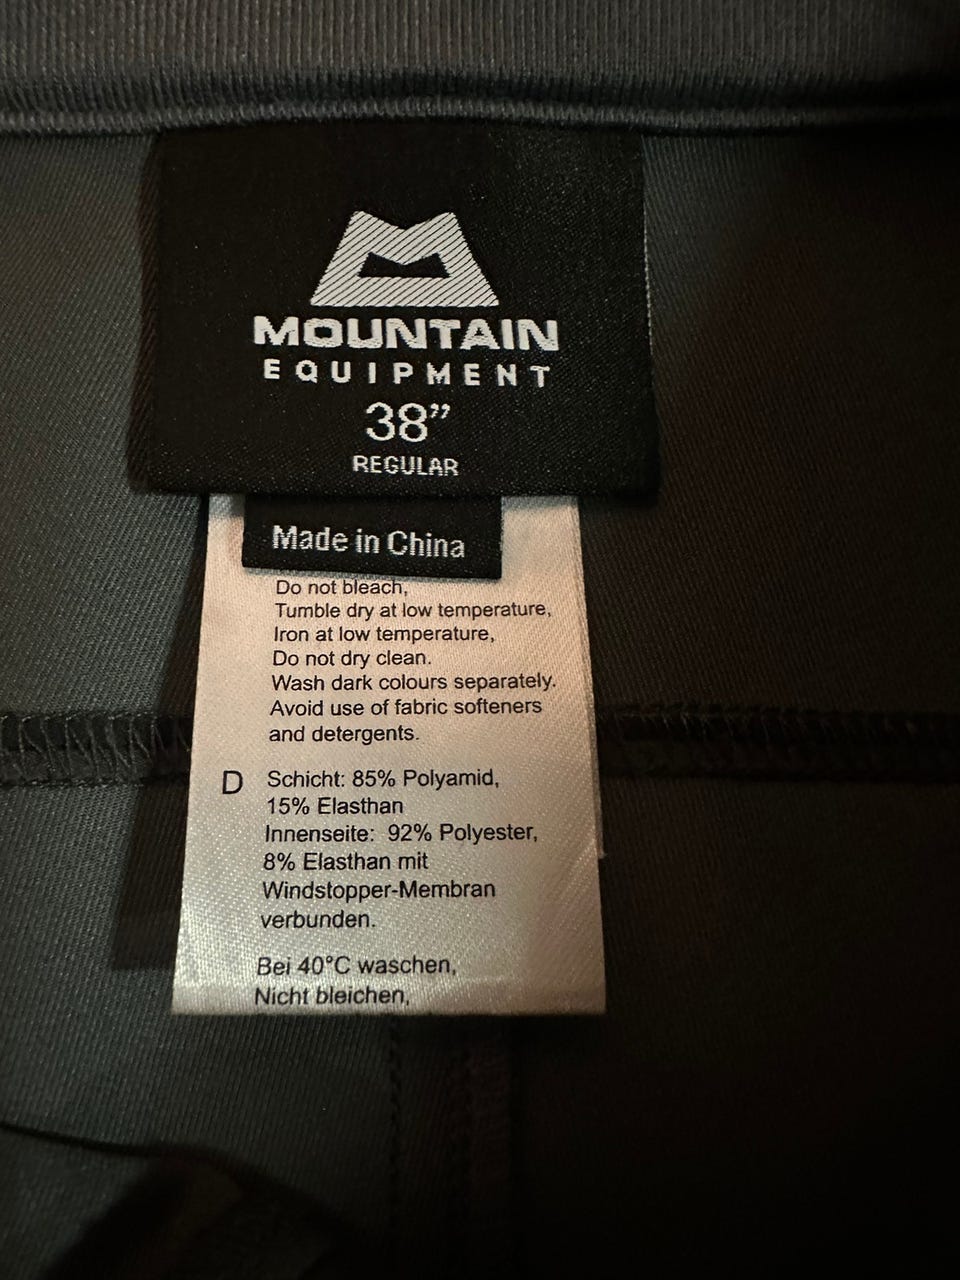 MOUNTAIN
EQUIPMENT
38”
REGULAR
Made in China
Do not bleach,
Tumble dry at low temperature,
Iron at low temperature,
Do not dry clean.
Wash dark colours separately.
Avoid use of fabric softeners
and detergents.
D Schicht: 85% Polyamid,
15% Elasthan
Innenseite: 92% Polyester,
8% Elasthan mit
Windstopper-Membran
verbunden.
Bei 40°C waschen,
Nicht bleichen,